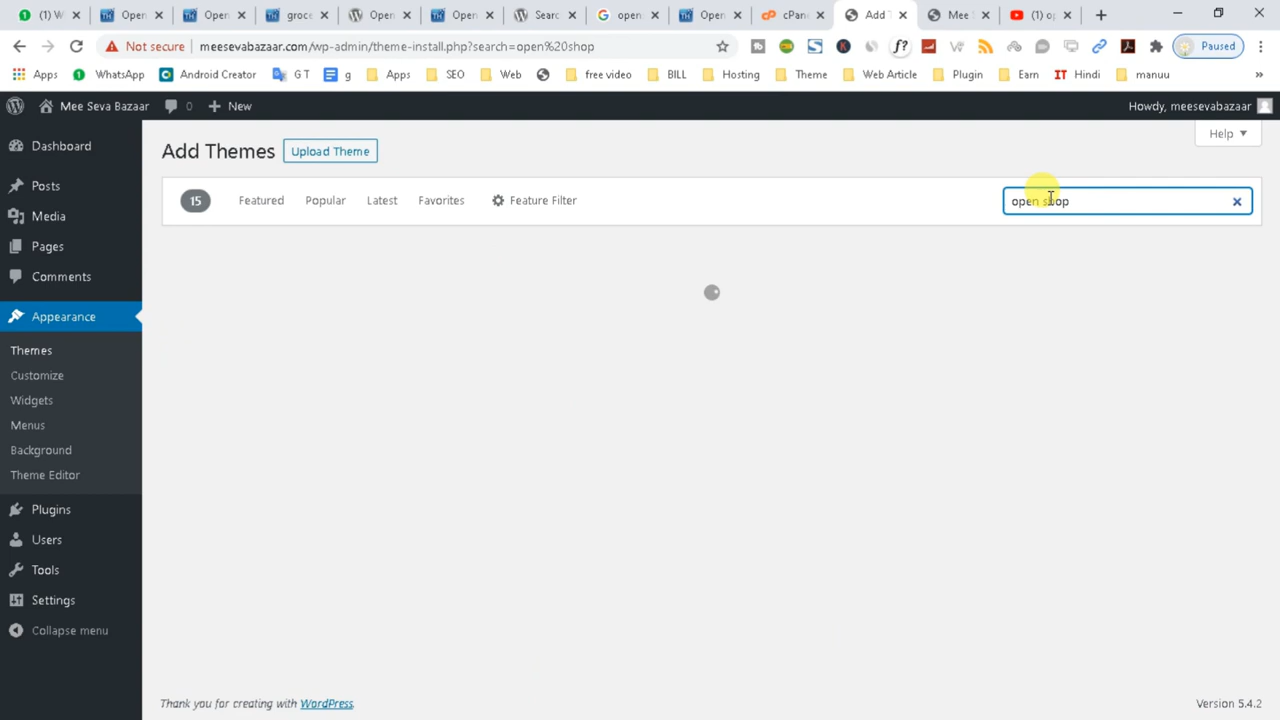 (1) W
Open
Open
groce
Open
Open
Searc
open
Open
cPan
Add T
Mee
(1) o
Not secure
meesevabazaar.com/wp-admin/theme-install.php?search=open%20shop
Paused
Apps
WhatsApp
Android Creator
G T
g
Apps
SEO
Web
free video
BILL
Hosting
Theme
Web Article
Plugin
Earn
IT Hindi
manuu
»
Mee Seva Bazaar
0
New
Howdy, meesevabazaar
Help
Add Themes
Upload Theme
15
Featured
Popular
Latest
Favorites
Feature Filter
open shop
Dashboard
Posts
Media
Pages
Comments
Appearance
Themes
Customize
Widgets
Menus
Background
Theme Editor
Plugins
Users
Tools
Settings
Collapse menu
Thank you for creating with WordPress.
Version 5.4.2